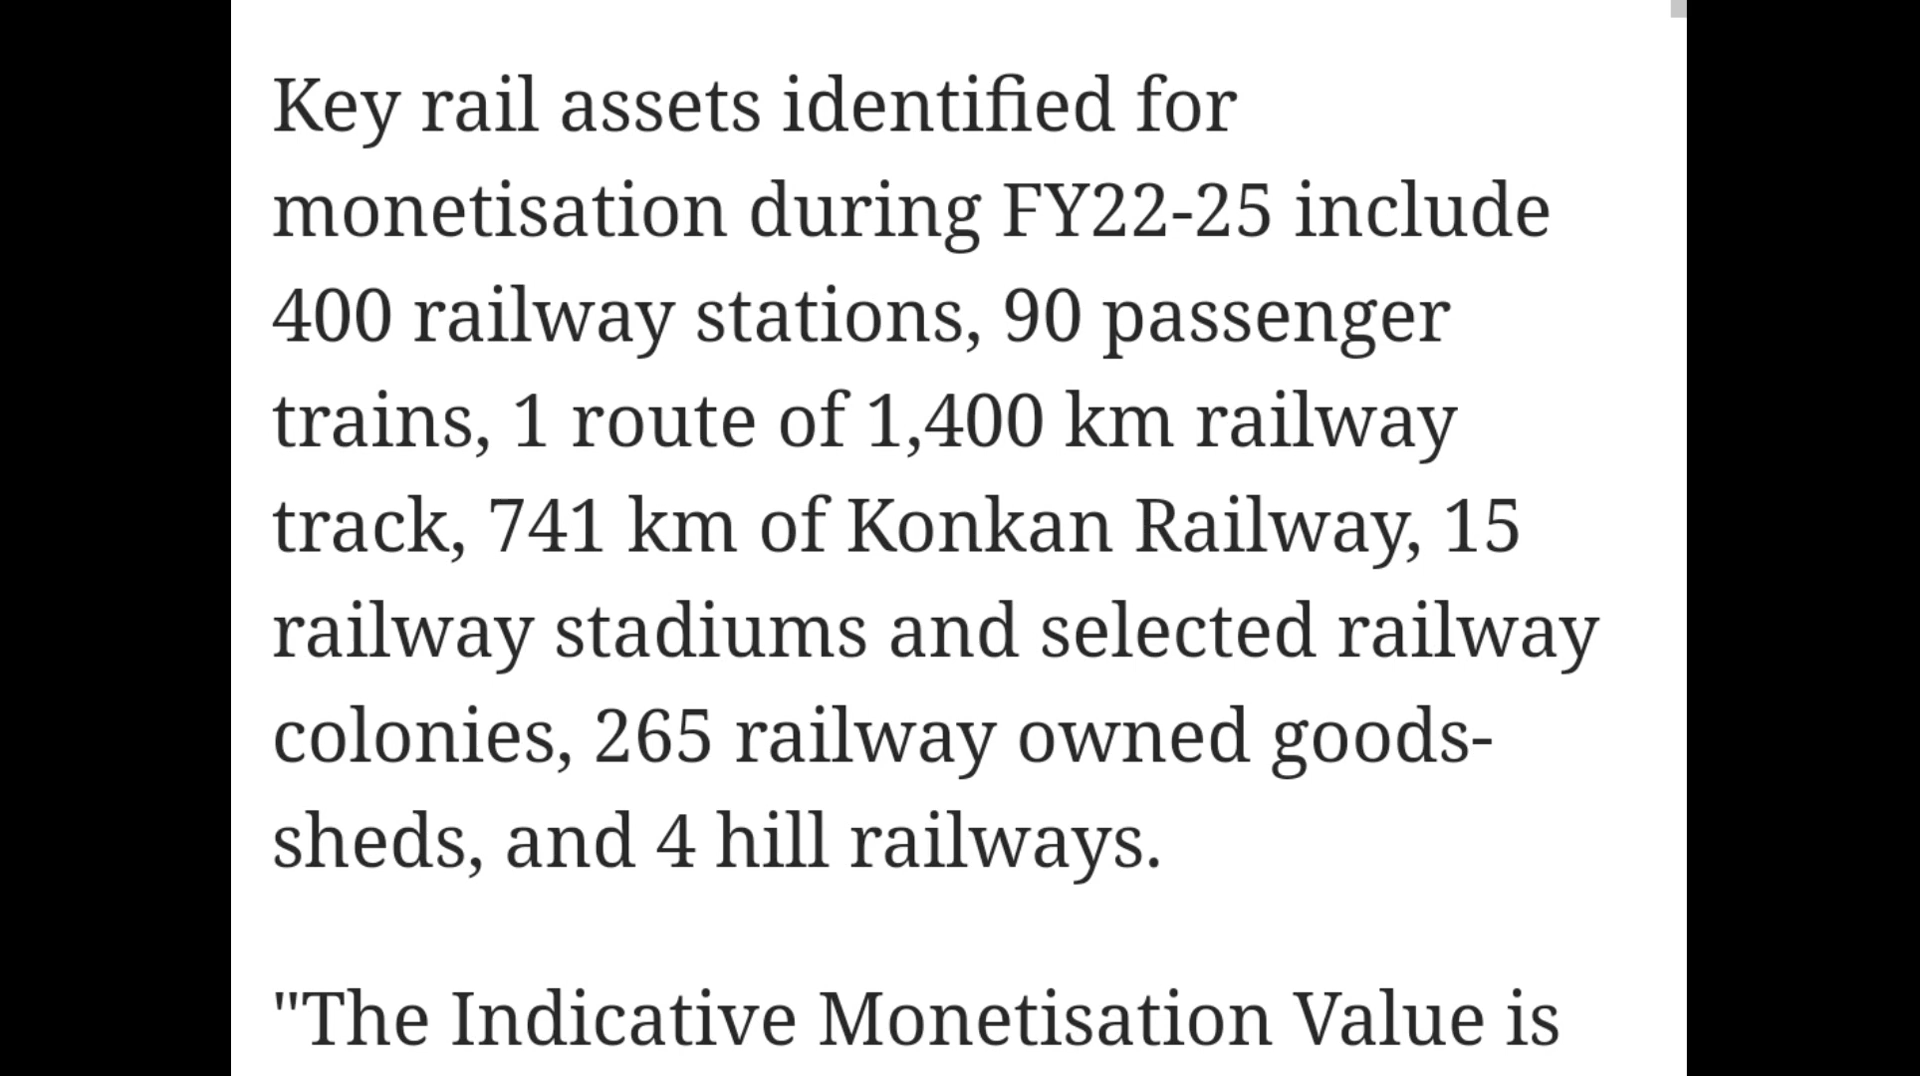 Key rail assets identified for
monetisation during FY22-25 include
400 railway stations, 90 passenger
trains, 1 route of 1,400 km railway
track, 741 km of Konkan Railway, 15
railway stadiums and selected railway
colonies, 265 railway owned goods-
sheds, and 4 hill railways.
"The Indicative Monetisation Value is